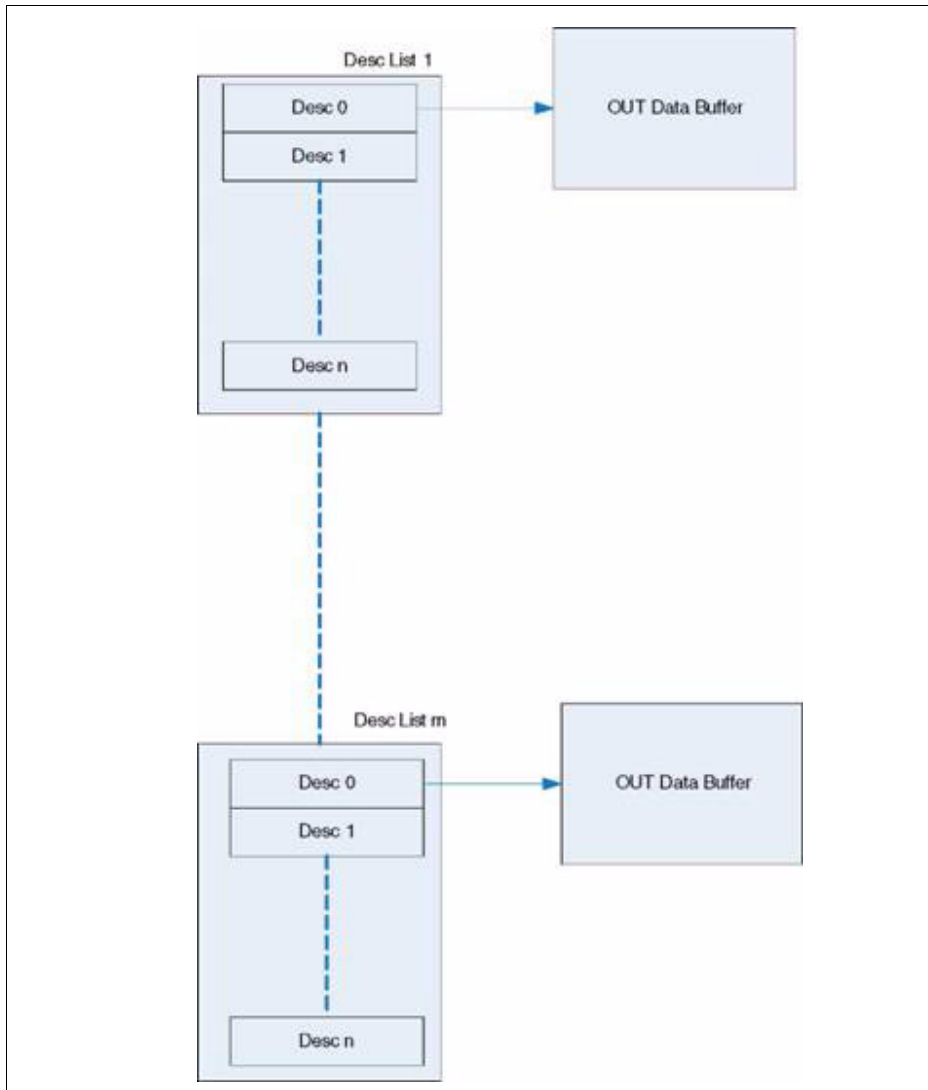 Desc List 1
Desc 0
OUT Data Buffer
Desc 1
Desc n
Desc List m
Desc 0
OUT Data Buffer
Desc 1
Desc n